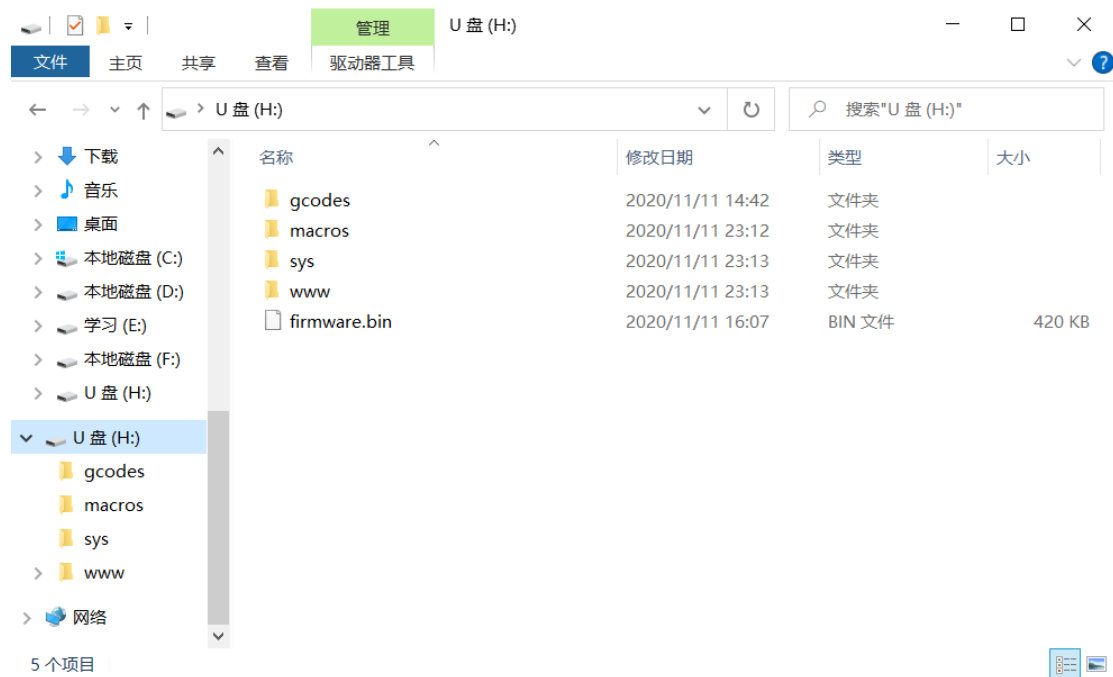 管理 U 盘 (H:)
文件 主页 共享 查看 驱动器工具
U 盘 (H:) 搜索"U 盘 (H:)"
下载
音乐
桌面
本地磁盘 (C:)
本地磁盘 (D:)
学习 (E:)
本地磁盘 (F:)
U 盘 (H:)
U 盘 (H:)
gcodes
macros
sys
www
网络
名称 修改日期 类型 大小
gcodes 2020/11/11 14:42 文件夹
macros 2020/11/11 23:12 文件夹
sys 2020/11/11 23:13 文件夹
www 2020/11/11 23:13 文件夹
firmware.bin 2020/11/11 16:07 BIN 文件 420 KB
5 个项目